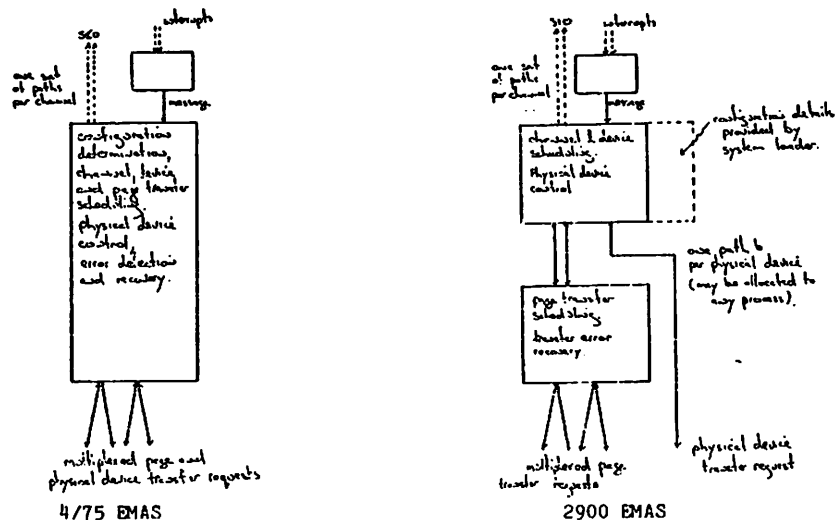 SIO
interrupts
one set
of paths
per channel
message
configuration
determination,
channel, device
and page transfer
scheduling.
physical device
control,
error detection
and recovery.
multiplexed page and
physical device transfer requests
4/75 EMAS
SIO
interrupts
one set
of paths
per channel
message
configuration details
provided by
system loader.
channel & device
scheduling.
Physical device
control
one path
per physical device
(may be allocated to
any process).
page transfer
scheduling.
transfer error
recovery.
multiplexed page
transfer requests
physical device
transfer request
2900 EMAS